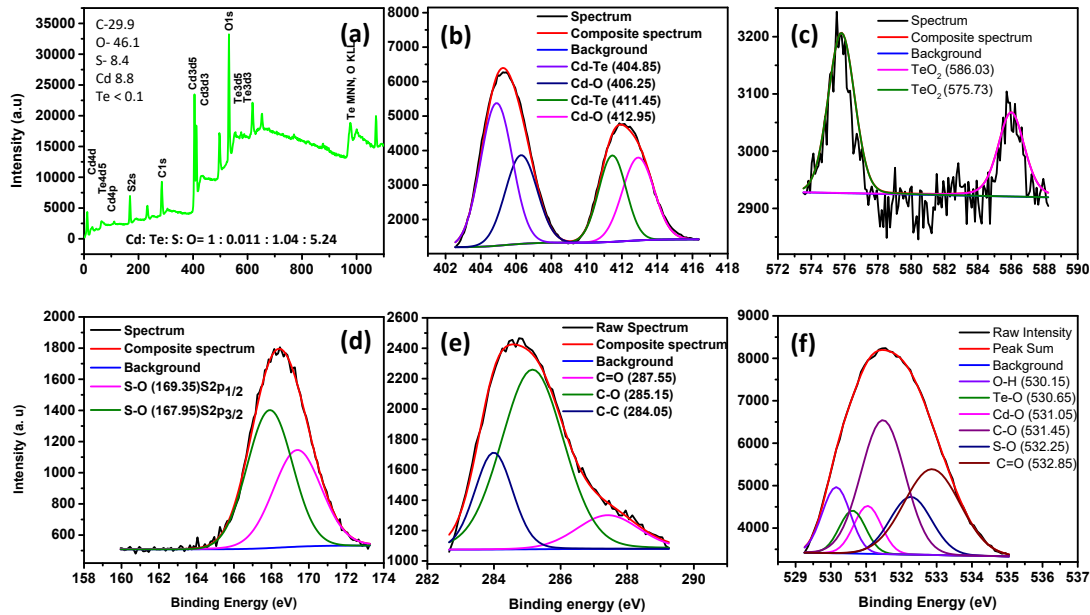 (a)
C-29.9
O- 46.1
S- 8.4
Cd 8.8
Te < 0.1
Cd4d
Te4d5
Cd4p
S2s
C1s
Cd3d5
Cd3d3
O1s
Te3d5
Te3d3
Te MNN, O KLL
Cd: Te: S: O= 1 : 0.011 : 1.04 : 5.24
Intensity (a.u)
40000
35000
30000
25000
20000
15000
10000
5000
0
0 200 400 600 800 1000
(b)
Spectrum
Composite spectrum
Background
Cd-Te (404.85)
Cd-O (406.25)
Cd-Te (411.45)
Cd-O (412.95)
8000
7000
6000
5000
4000
3000
2000
402 404 406 408 410 412 414 416 418
(c)
Spectrum
Composite spectrum
Background
TeO2 (586.03)
TeO2 (575.73)
3243
3132
3021
2910
572 574 576 578 580 582 584 586 588 590
(d)
Spectrum
Composite spectrum
Background
S-O (169.35)S2p1/2
S-O (167.95)S2p3/2
Intensity (a. u)
2000
1800
1600
1400
1200
1000
800
600
158 160 162 164 166 168 170 172 174
Binding Energy (eV)
(e)
Raw Spectrum
Composite spectrum
Background
C=O (287.55)
C-O (285.15)
C-C (284.05)
2600
2400
2200
2000
1800
1600
1400
1200
1000
282 284 286 288 290
Binding Energy (eV)
(f)
Raw Intensity
Peak Sum
Background
O-H (530.15)
Te-O (530.65)
Cd-O (531.05)
C-O (531.45)
S-O (532.25)
C=O (532.85)
9000
8000
7000
6000
5000
4000
529 530 531 532 533 534 535 536 537
Binding Energy (eV)